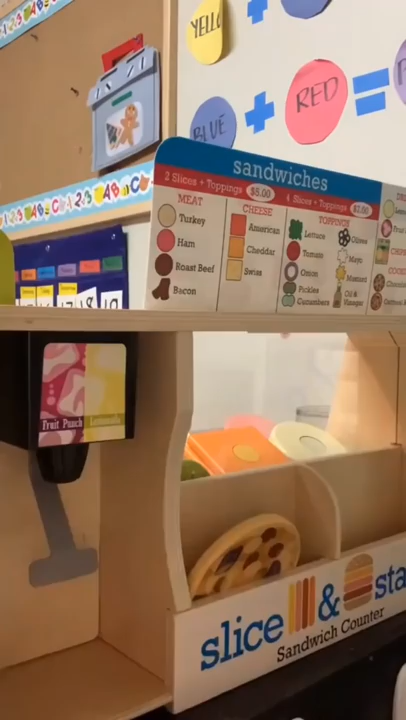 YELLO
BLUE
RED
sandwiches
2 Slices + Toppings $5.00
4 Slices + Toppings $7.00
MEAT
Turkey
Ham
Roast Beef
Bacon
CHEESE
American
Cheddar
Swiss
TOPPINGS
Lettuce
Tomato
Onion
Pickles
Cucumbers
Olives
Mayo
Mustard
Oil &
Vinegar
Fruit Punch
Lemonade
slice & sta
Sandwich Counter